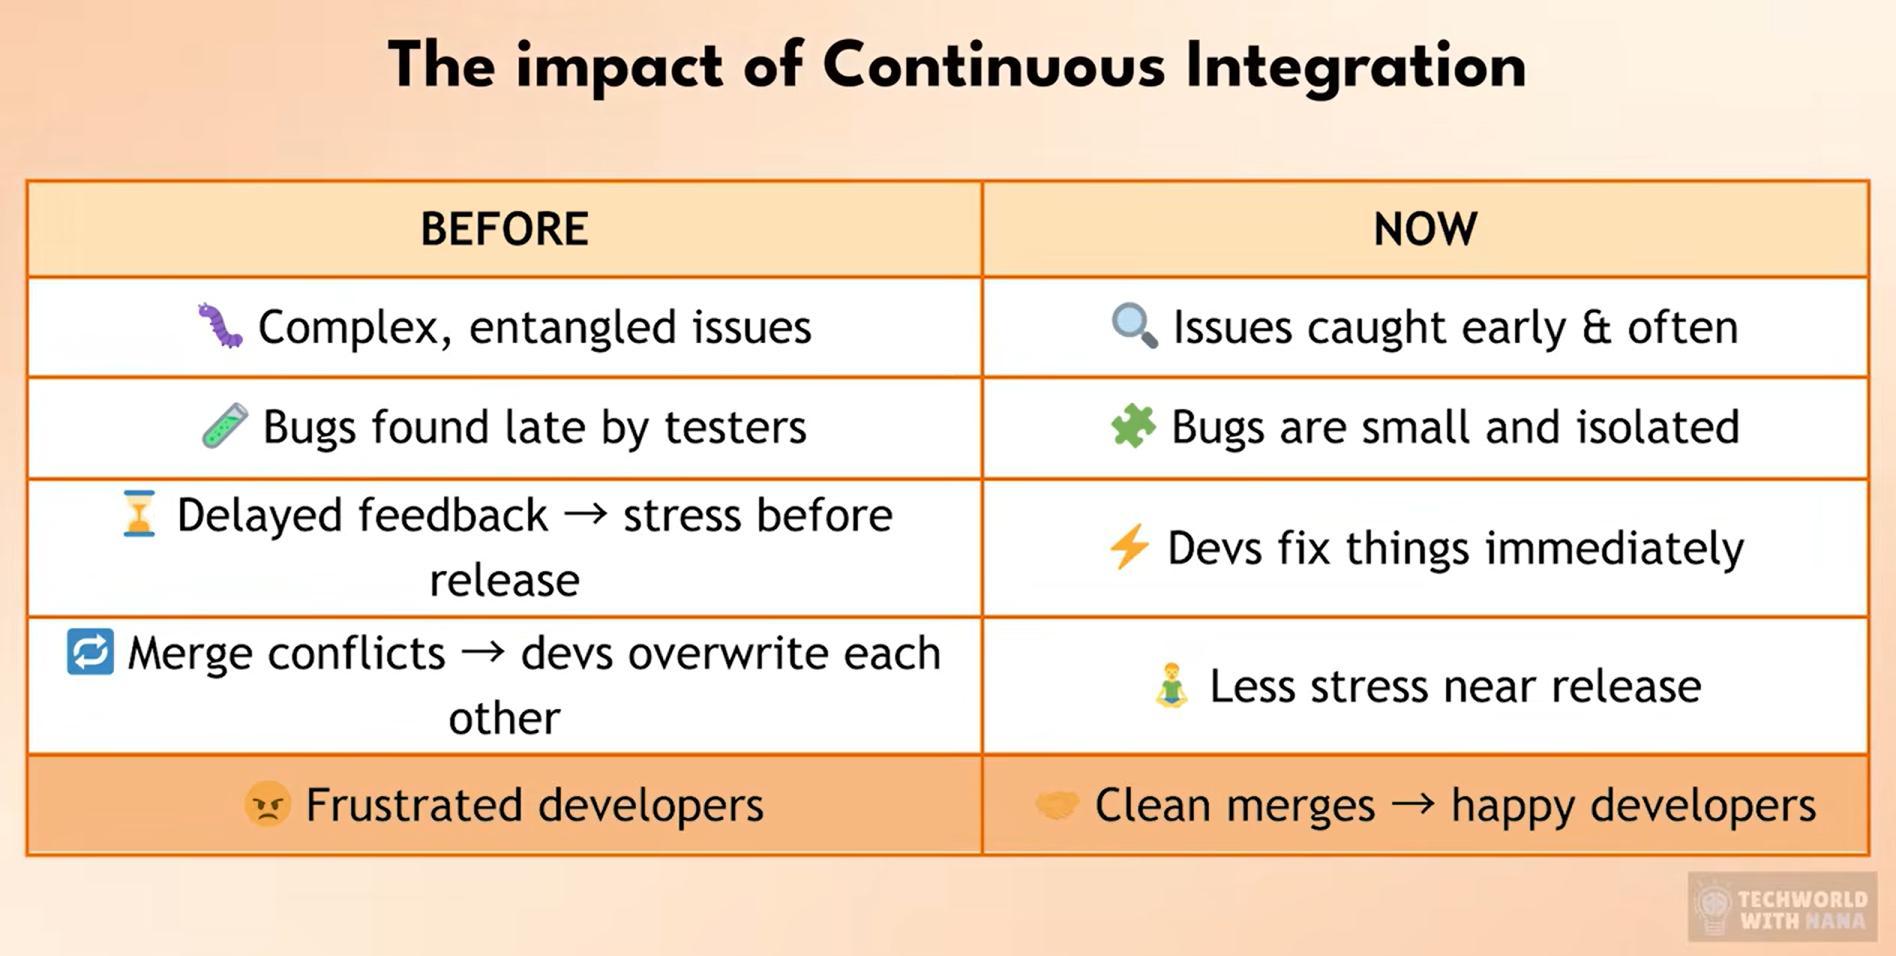 The impact of Continuous Integration
BEFORE
NOW
🐛 Complex, entangled issues
🔍 Issues caught early & often
🧪 Bugs found late by testers
🧩 Bugs are small and isolated
⏳ Delayed feedback → stress before
release
⚡ Devs fix things immediately
🔁 Merge conflicts → devs overwrite each
other
🧘 Less stress near release
😠 Frustrated developers
🤝 Clean merges → happy developers
TECHWORLD
WITH NANA